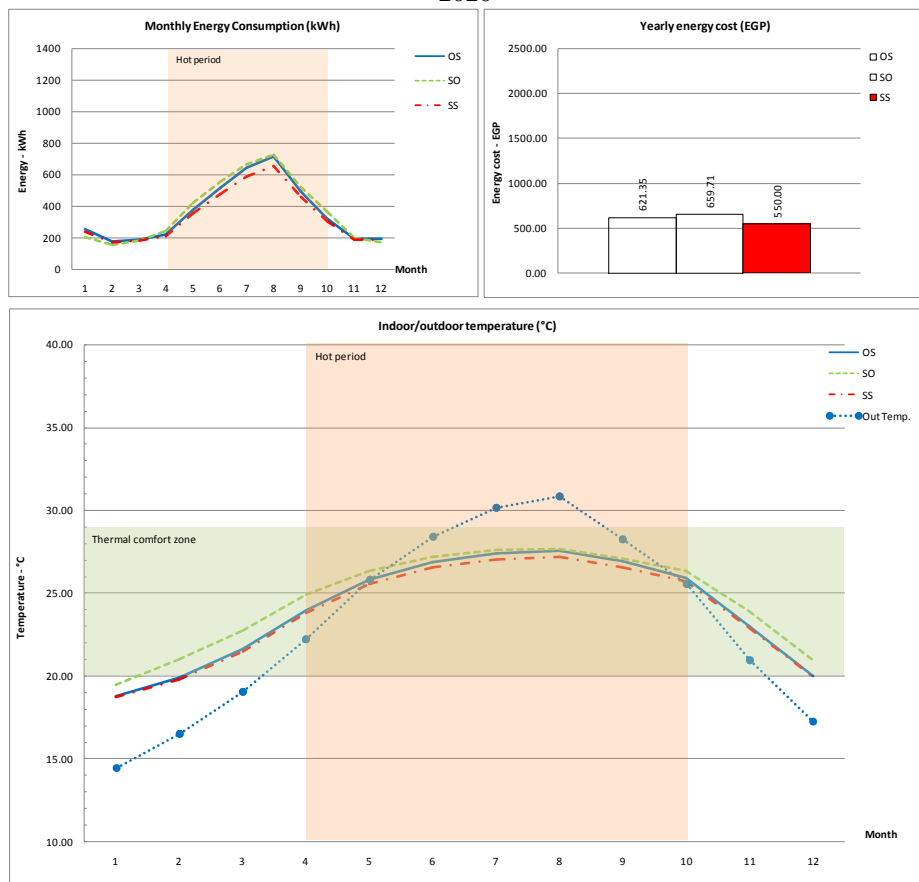 Monthly Energy Consumption (kWh)
Energy - kWh
1400
1200
1000
800
600
400
200
0
Hot period
OS
SO
SS
1 2 3 4 5 6 7 8 9 10 11 12
Month
Yearly energy cost (EGP)
Energy cost - EGP
2500.00
2000.00
1500.00
1000.00
500.00
0.00
621.35
659.71
550.00
OS
SO
SS
Indoor/outdoor temperature (°C)
Temperature - °C
40.00
35.00
30.00
25.00
20.00
15.00
10.00
Hot period
Thermal comfort zone
OS
SO
SS
Out Temp.
Month
1 2 3 4 5 6 7 8 9 10 11 12